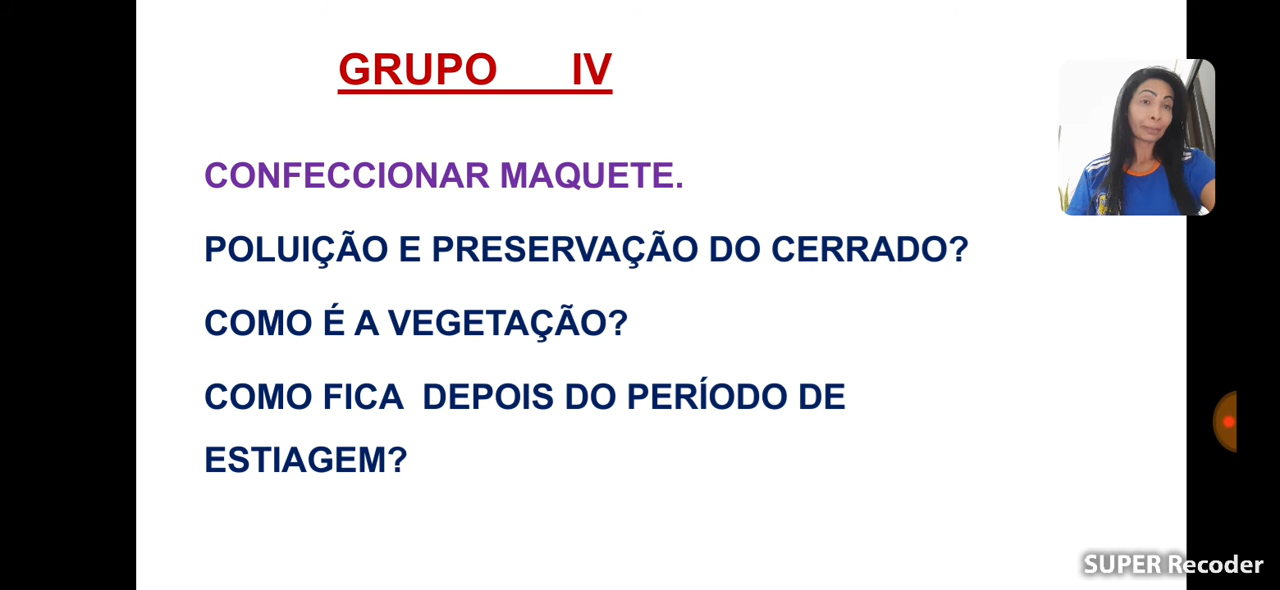 GRUPO IV
CONFECCIONAR MAQUETE.
POLUIÇÃO E PRESERVAÇÃO DO CERRADO?
COMO É A VEGETAÇÃO?
COMO FICA DEPOIS DO PERÍODO DE
ESTIAGEM?
SUPER Recoder